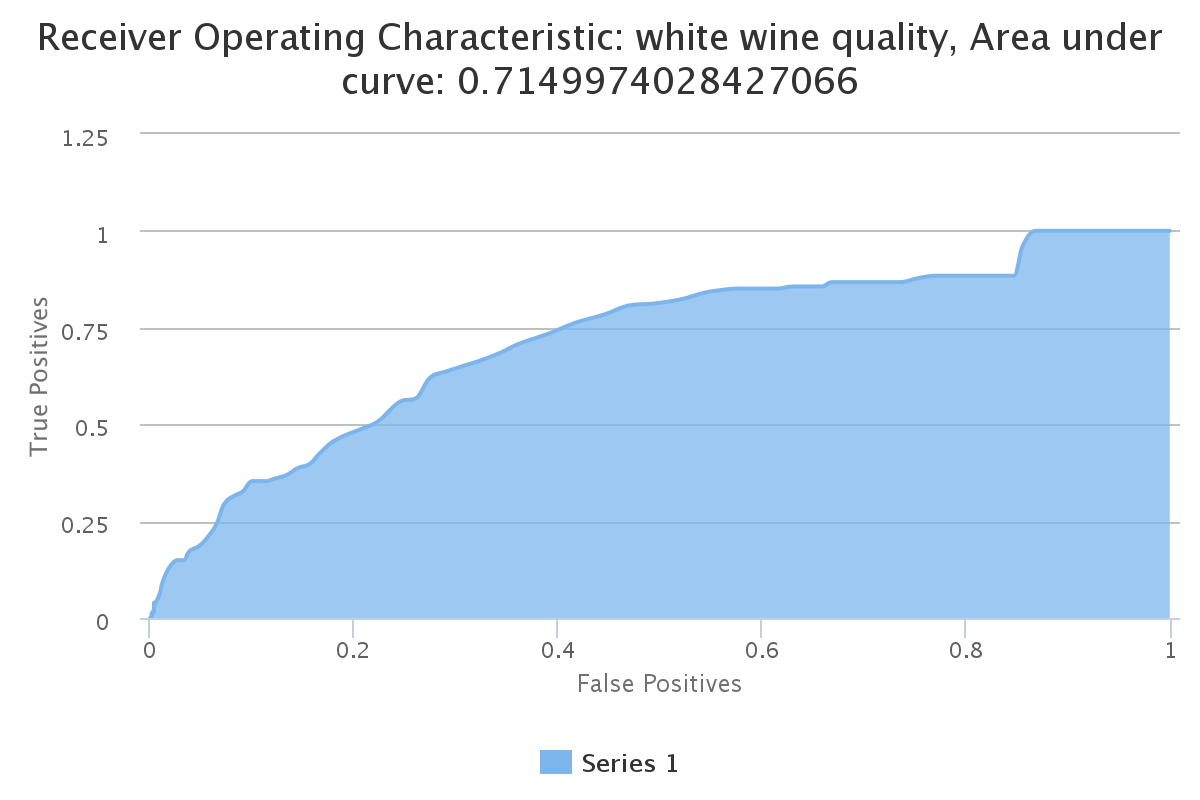 Receiver Operating Characteristic: white wine quality, Area under
curve: 0.7149974028427066
1.25
1
0.75
0.5
0.25
0
True Positives
0
0.2
0.4
0.6
0.8
1
False Positives
Series 1